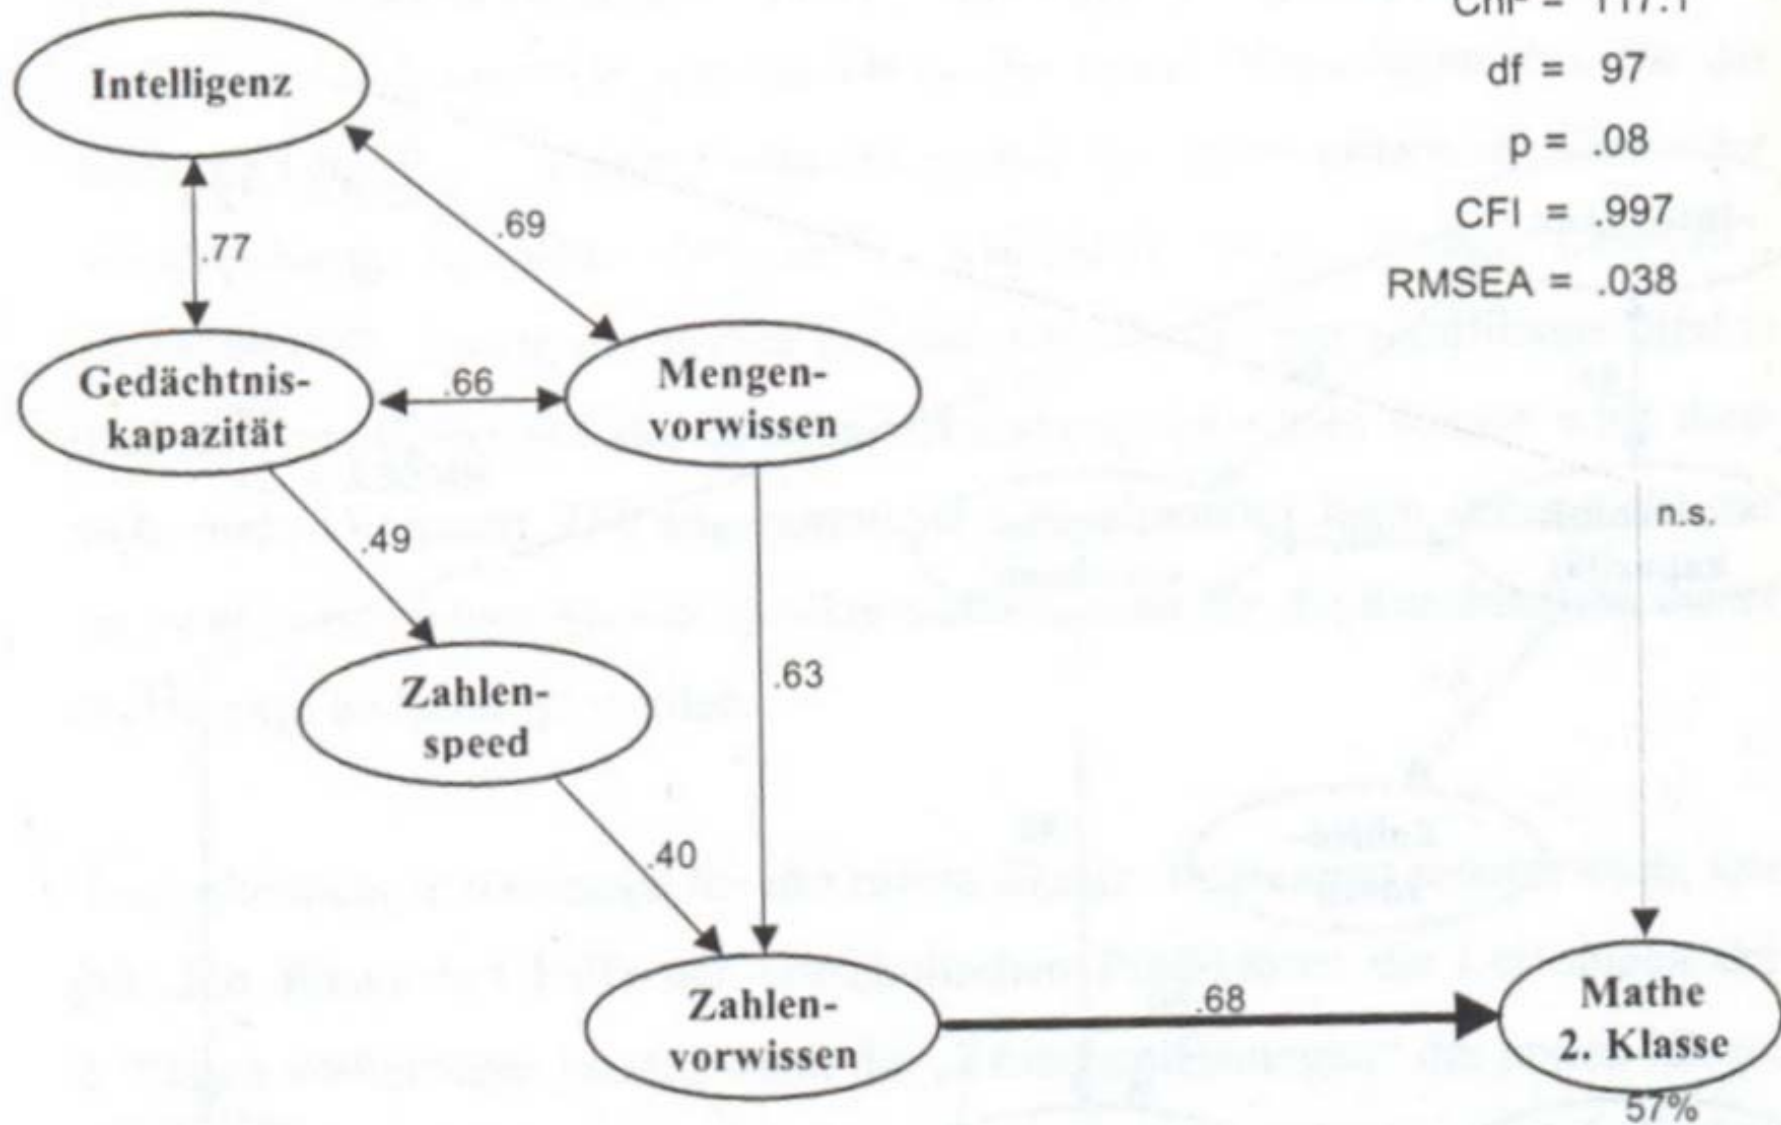 df = 97
p = .08
CFI = .997
RMSEA = .038
Intelligenz
.77
.69
Gedächtnis-
kapazität
.66
Mengen-
vorwissen
n.s.
.49
.63
Zahlen-
speed
.40
Zahlen-
vorwissen
.68
Mathe
2. Klasse
57%